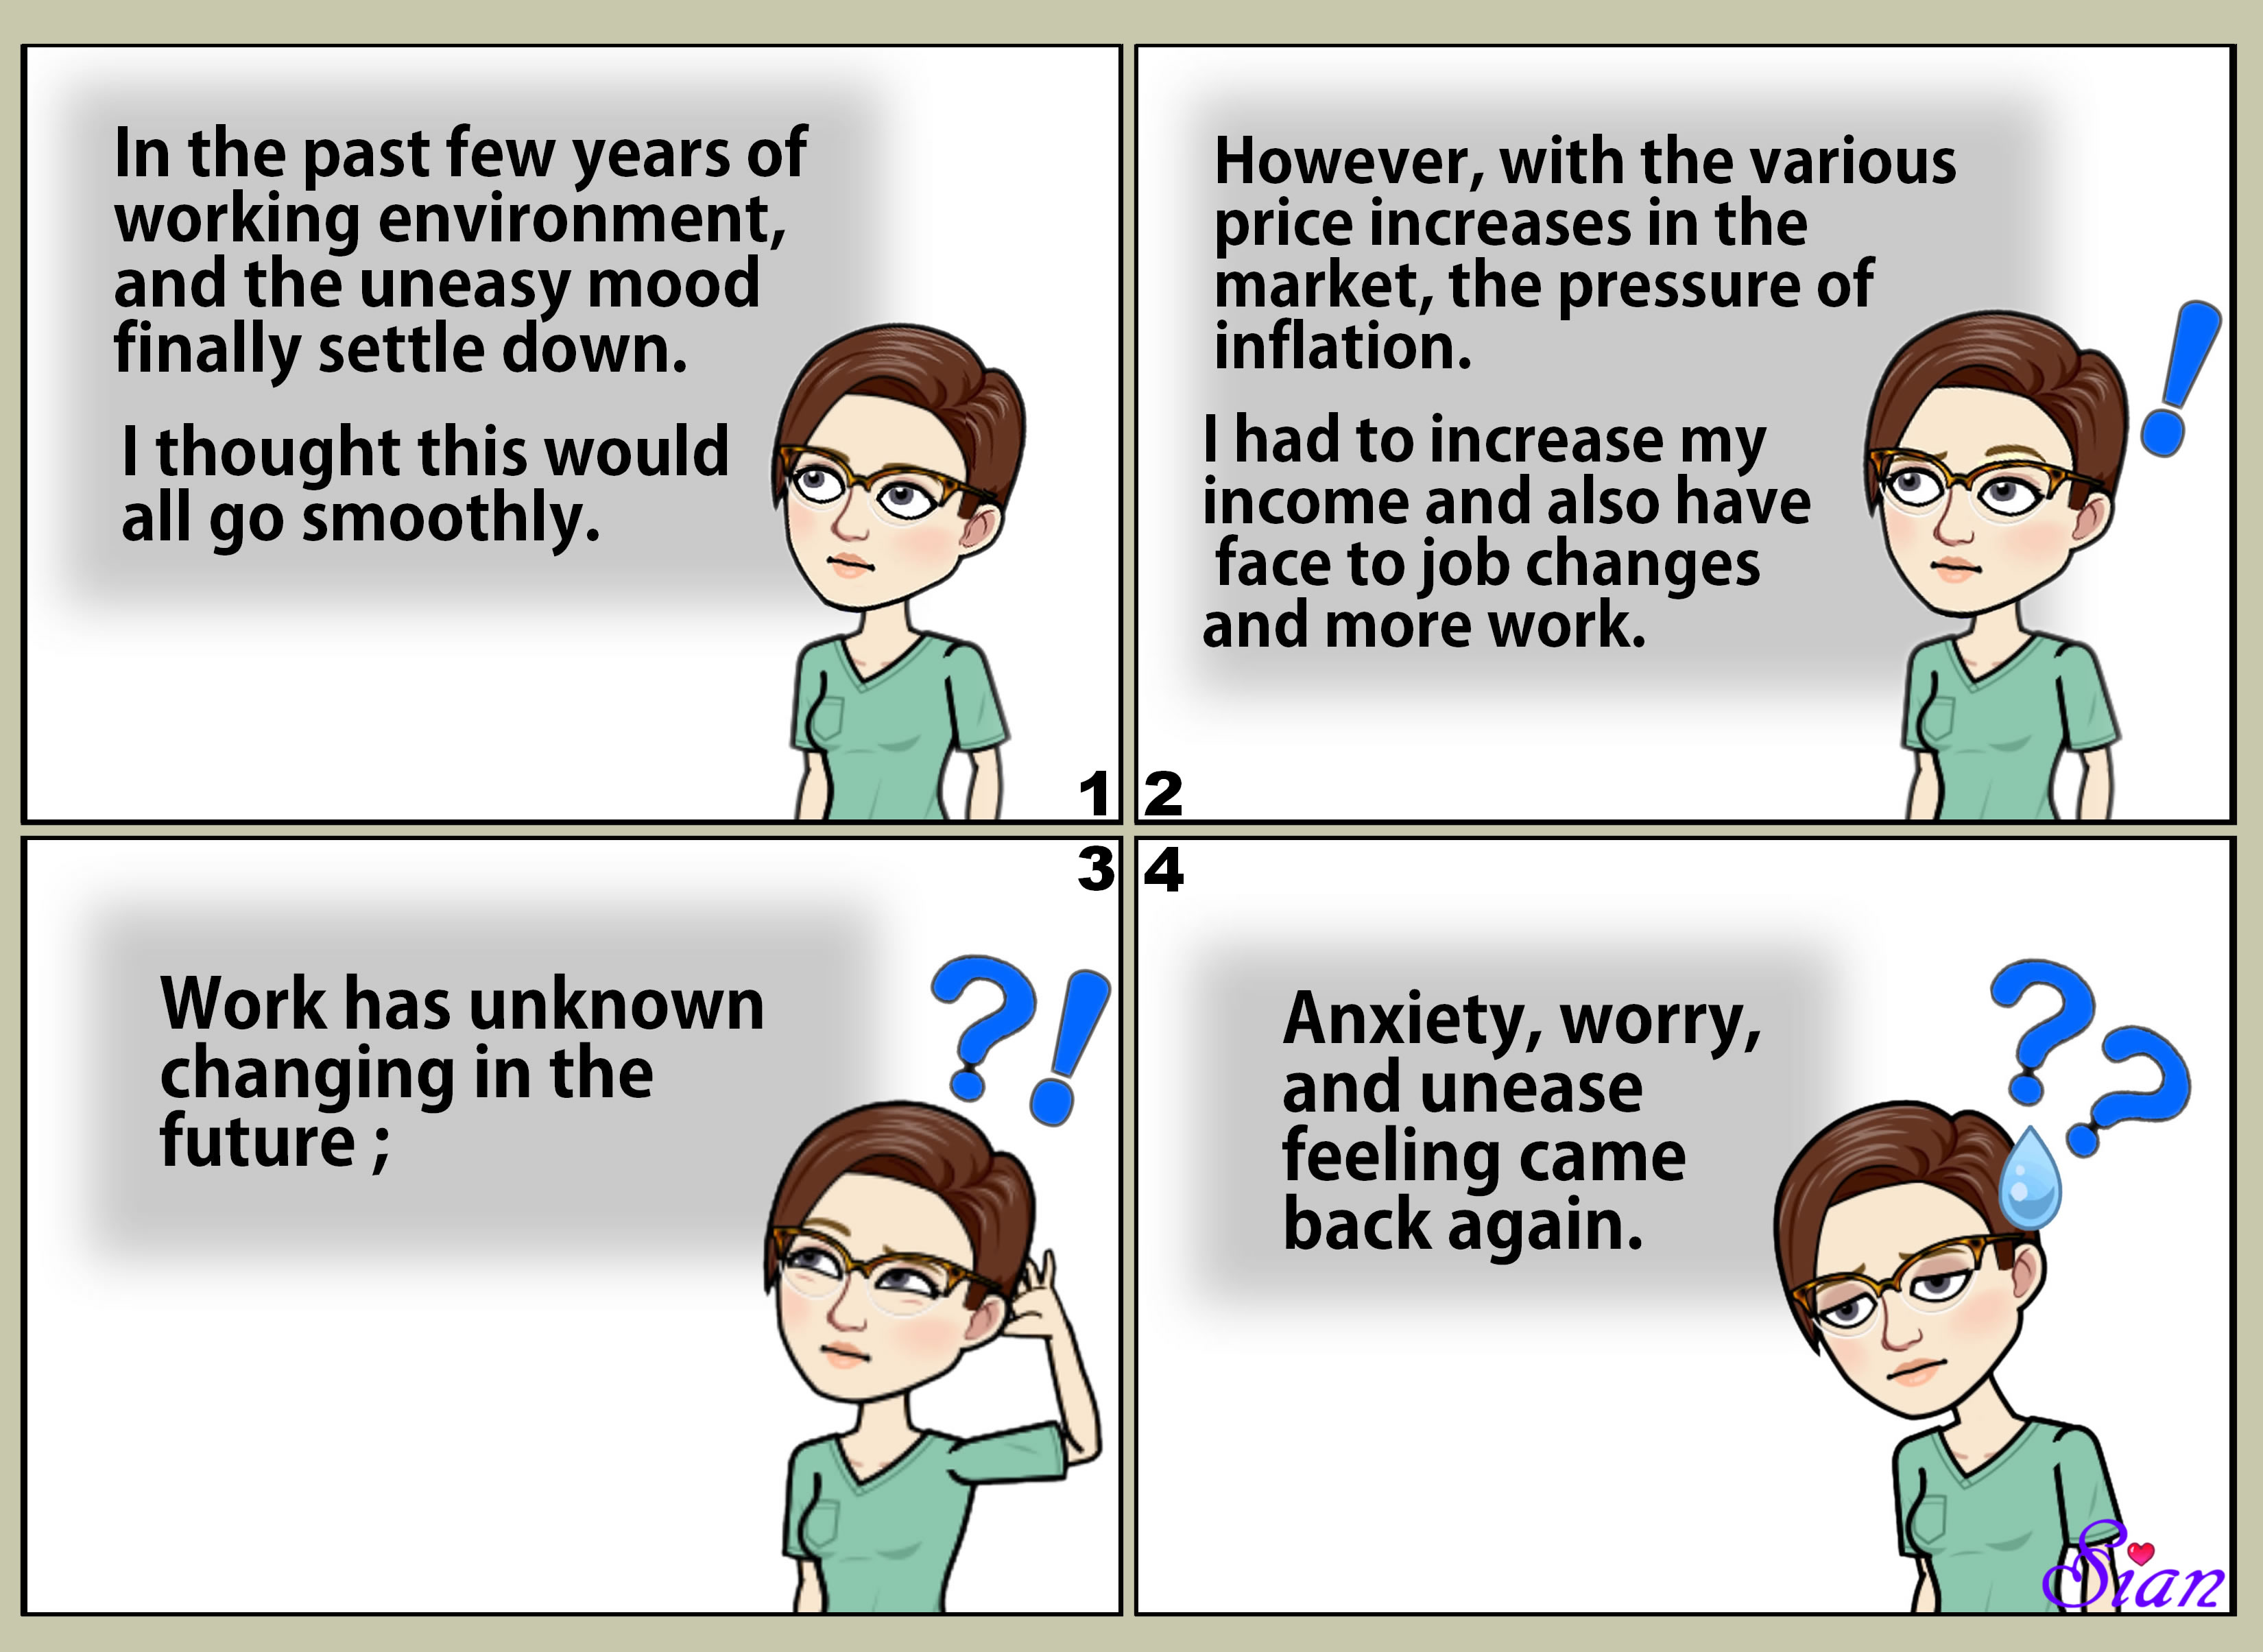 In the past few years of
working environment,
and the uneasy mood
finally settle down.
I thought this would
all go smoothly.
1
However, with the various
price increases in the
market, the pressure of
inflation.
I had to increase my
income and also have
face to job changes
and more work.
!
2
3
Work has unknown
changing in the
future ;
?!
4
Anxiety, worry,
and unease
feeling came
back again.
??
Sian